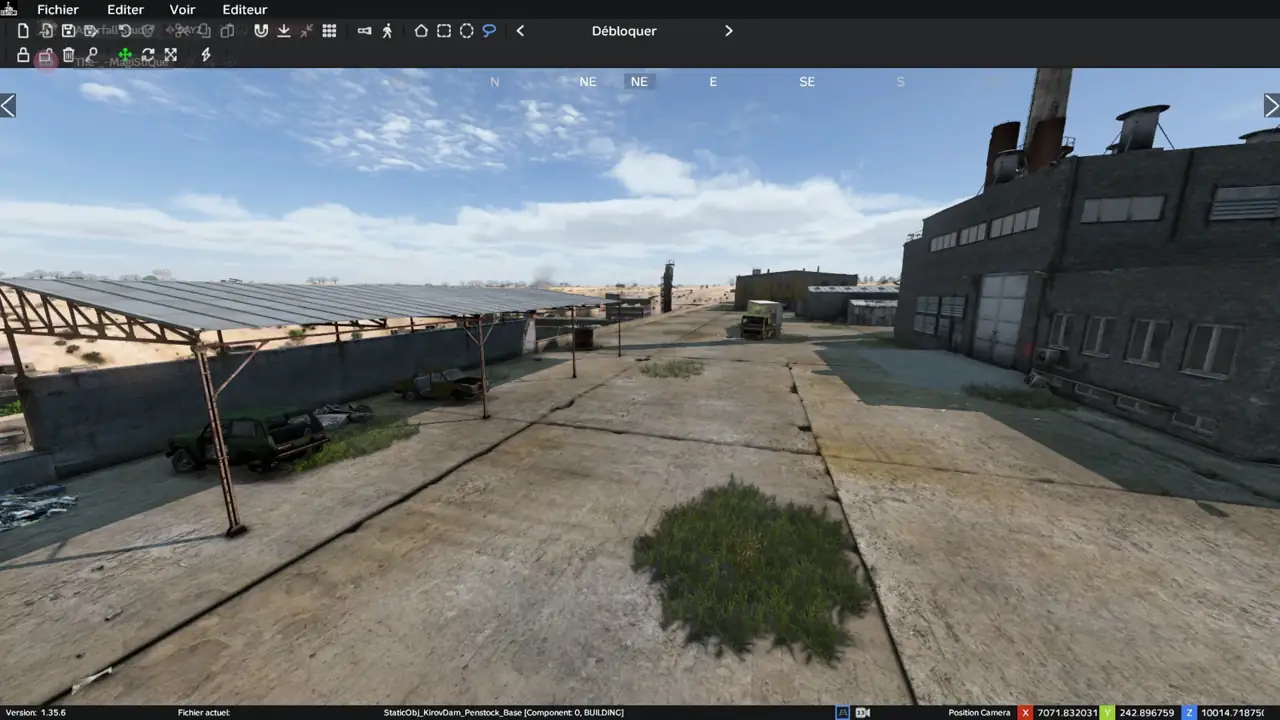 Fichier Editer Voir Editeur
Débloquer
N NE NE E SE S
Version: 1.35.6 Fichier actuel: StaticObj_KirovDam_Penstock_Base [Component: 0, BUILDING] Position Camera X 7071.832031 Y 242.896759 Z 10014.71875